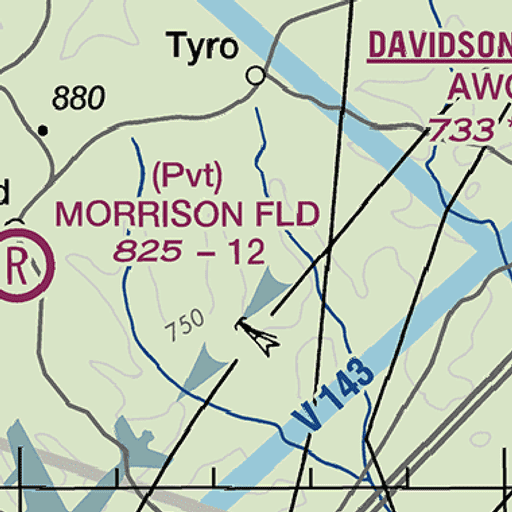 Tyro
DAVIDSON
AWO
733 *
880
(Pvt)
MORRISON FLD
825 – 12
d
R
750
V 143